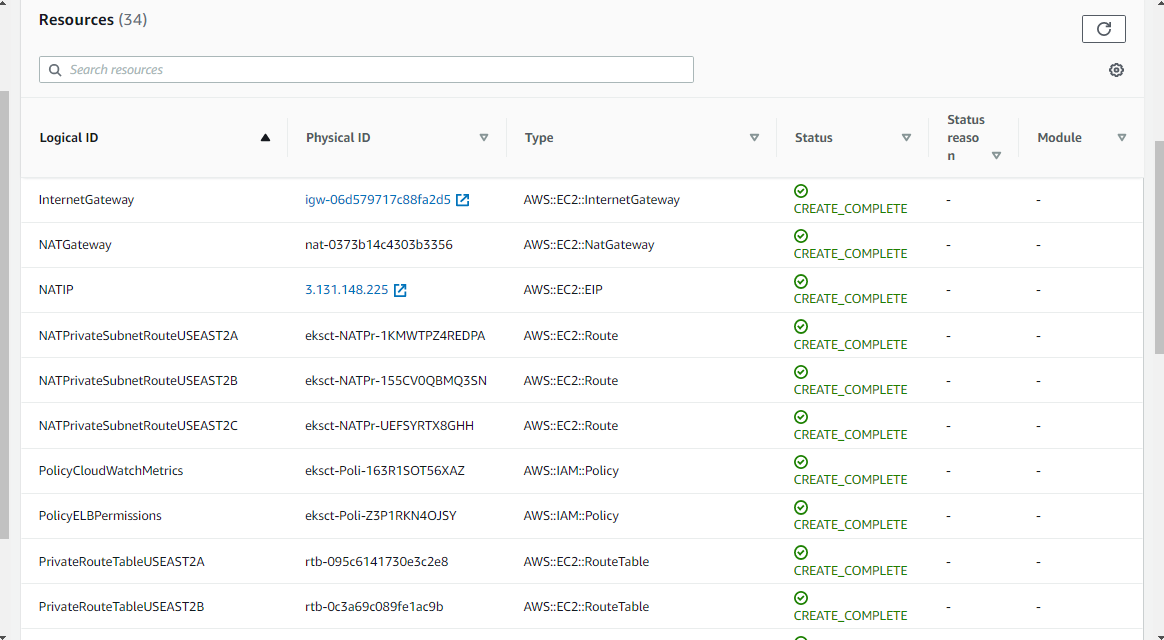 Resources (34)
Search resources
Logical ID Physical ID Type Status Status reaso n Module
InternetGateway igw-06d579717c88fa2d5 AWS::EC2::InternetGateway CREATE_COMPLETE - -
NATGateway nat-0373b14c4303b3356 AWS::EC2::NatGateway CREATE_COMPLETE - -
NATIP 3.131.148.225 AWS::EC2::EIP CREATE_COMPLETE - -
NATPrivateSubnetRouteUSEAST2A eksct-NATPr-1KMWTPZ4REDPA AWS::EC2::Route CREATE_COMPLETE - -
NATPrivateSubnetRouteUSEAST2B eksct-NATPr-155CV0QBMQ3SN AWS::EC2::Route CREATE_COMPLETE - -
NATPrivateSubnetRouteUSEAST2C eksct-NATPr-UEFSYRTX8GHH AWS::EC2::Route CREATE_COMPLETE - -
PolicyCloudWatchMetrics eksct-Poli-163R1SOT56XAZ AWS::IAM::Policy CREATE_COMPLETE - -
PolicyELBPermissions eksct-Poli-Z3P1RKN4OJSY AWS::IAM::Policy CREATE_COMPLETE - -
PrivateRouteTableUSEAST2A rtb-095c6141730e3c2e8 AWS::EC2::RouteTable CREATE_COMPLETE - -
PrivateRouteTableUSEAST2B rtb-0c3a69c089fe1ac9b AWS::EC2::RouteTable CREATE_COMPLETE - -